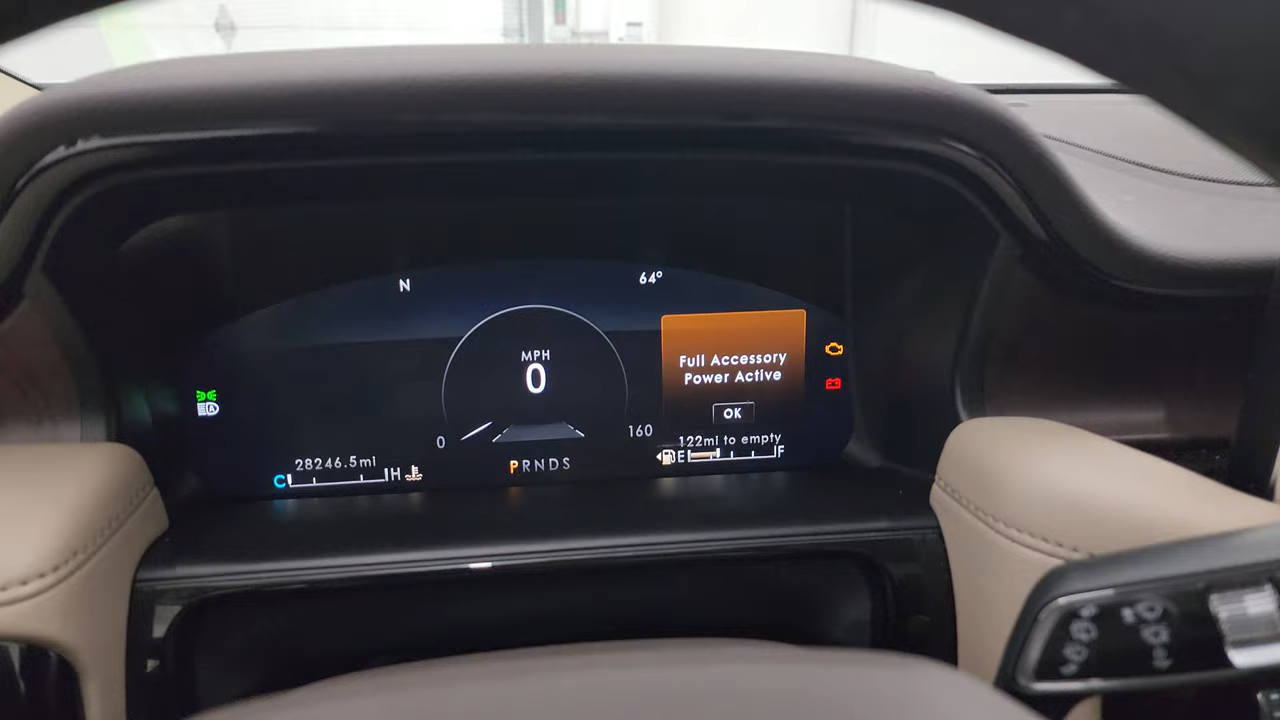 N
64°
MPH
0
0
160
Full Accessory
Power Active
OK
122mi to empty
E
F
28246.5mi
C
H
PRNDS
A